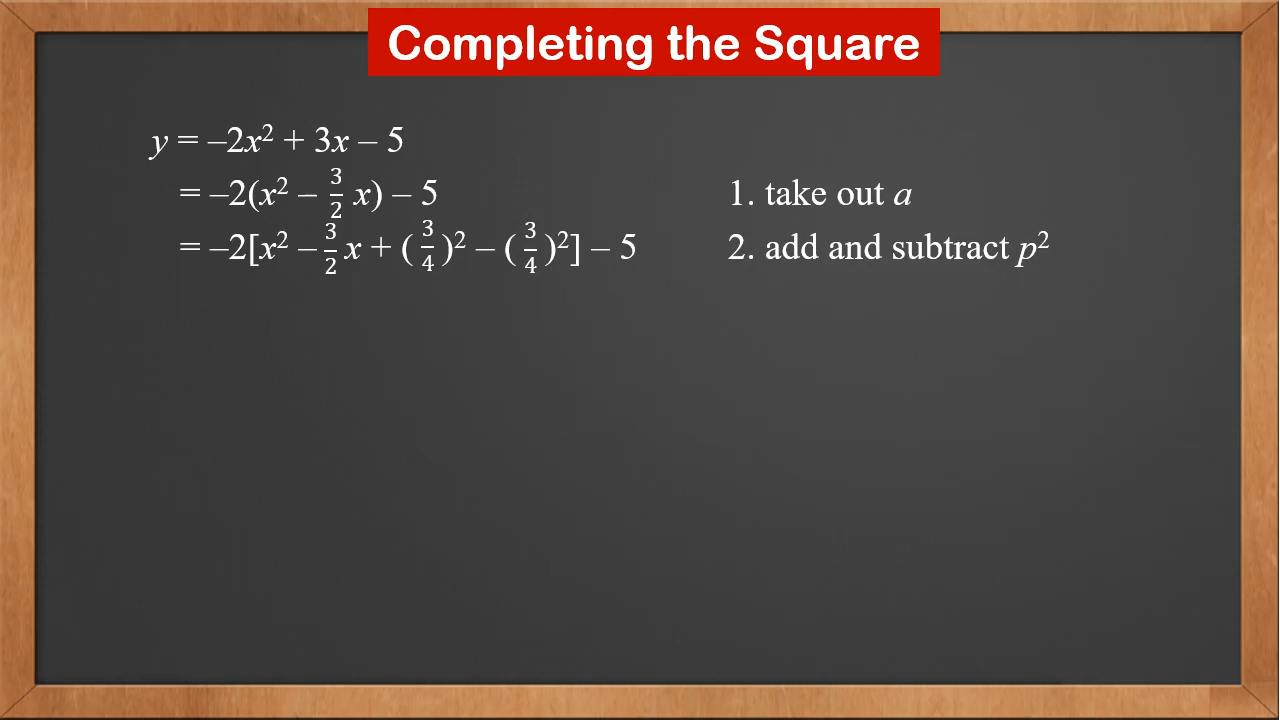 Completing the Square
y = –2x² + 3x – 5
= –2(x² – 3/2 x) – 5 1. take out a
= –2[x² – 3/2 x + (3/4)² – (3/4)²] – 5 2. add and subtract p²